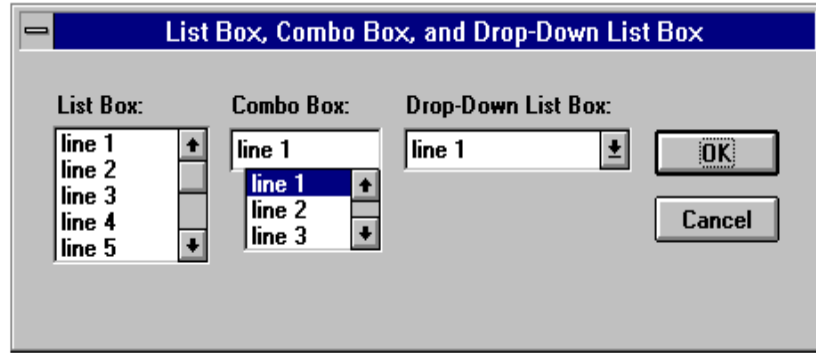 List Box, Combo Box, and Drop-Down List Box
List Box:
line 1
line 2
line 3
line 4
line 5
Combo Box:
line 1
line 1
line 2
line 3
Drop-Down List Box:
line 1
OK
Cancel